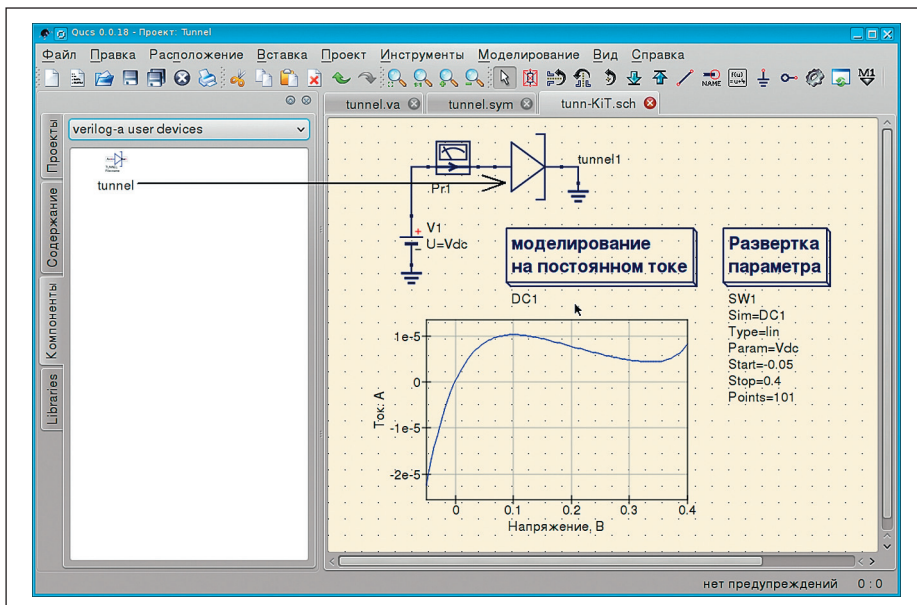 Qucs 0.0.18 - Проект: Tunnel
Файл Правка Расположение Вставка Проект Инструменты Моделирование Вид Справка
NAME
M1
tunnel.va tunnel.sym tunn-KiT.sch
Проекты
Содержание
Компоненты
Libraries
verilog-a user devices
tunnel
Pr1
tunnel1
V1
U=Vdc
моделирование
на постоянном токе
DC1
Развертка
параметра
SW1
Sim=DC1
Type=lin
Param=Vdc
Start=-0.05
Stop=0.4
Points=101
Ток: А
1e-5
0
-1e-5
-2e-5
0 0.1 0.2 0.3 0.4
Напряжение, В
нет предупреждений 0 : 0